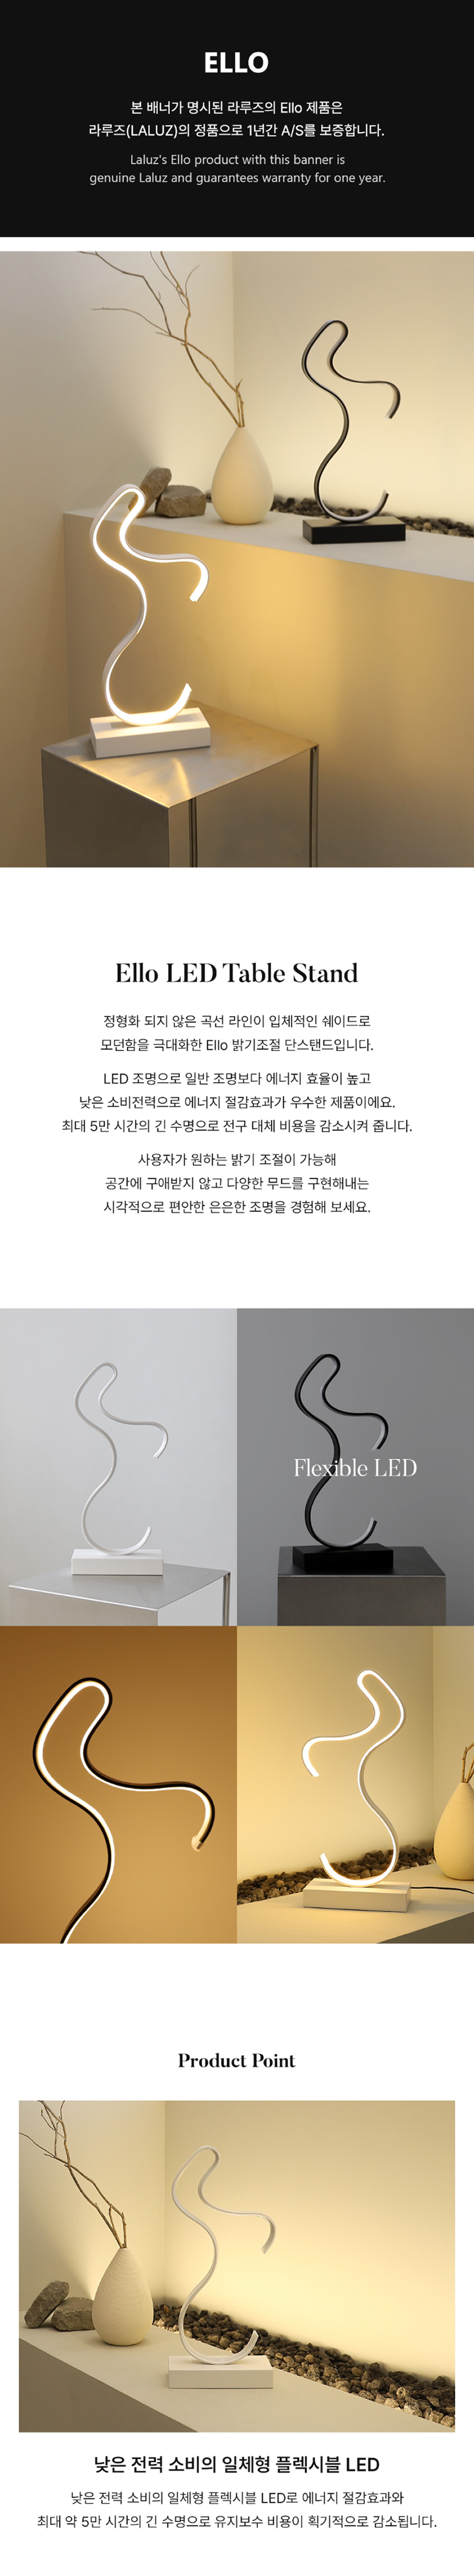 ELLO
본 배너가 명시된 라루즈의 Ello 제품은
라루즈(LALUZ)의 정품으로 1년간 A/S를 보증합니다.
Laluz's Ello product with this banner is
genuine Laluz and guarantees warranty for one year.
Ello LED Table Stand
정형화 되지 않은 곡선 라인이 입체적인 쉐이드로
모던함을 극대화한 Ello 밝기조절 단스탠드입니다.
LED 조명으로 일반 조명보다 에너지 효율이 높고
낮은 소비전력으로 에너지 절감효과가 우수한 제품이에요.
최대 5만 시간의 긴 수명으로 전구 대체 비용을 감소시켜 줍니다.
사용자가 원하는 밝기 조절이 가능해
공간에 구애받지 않고 다양한 무드를 구현해내는
시각적으로 편안한 은은한 조명을 경험해 보세요.
Flexible LED
Product Point
낮은 전력 소비의 일체형 플렉시블 LED
낮은 전력 소비의 일체형 플렉시블 LED로 에너지 절감효과와
최대 약 5만 시간의 긴 수명으로 유지보수 비용이 획기적으로 감소됩니다.